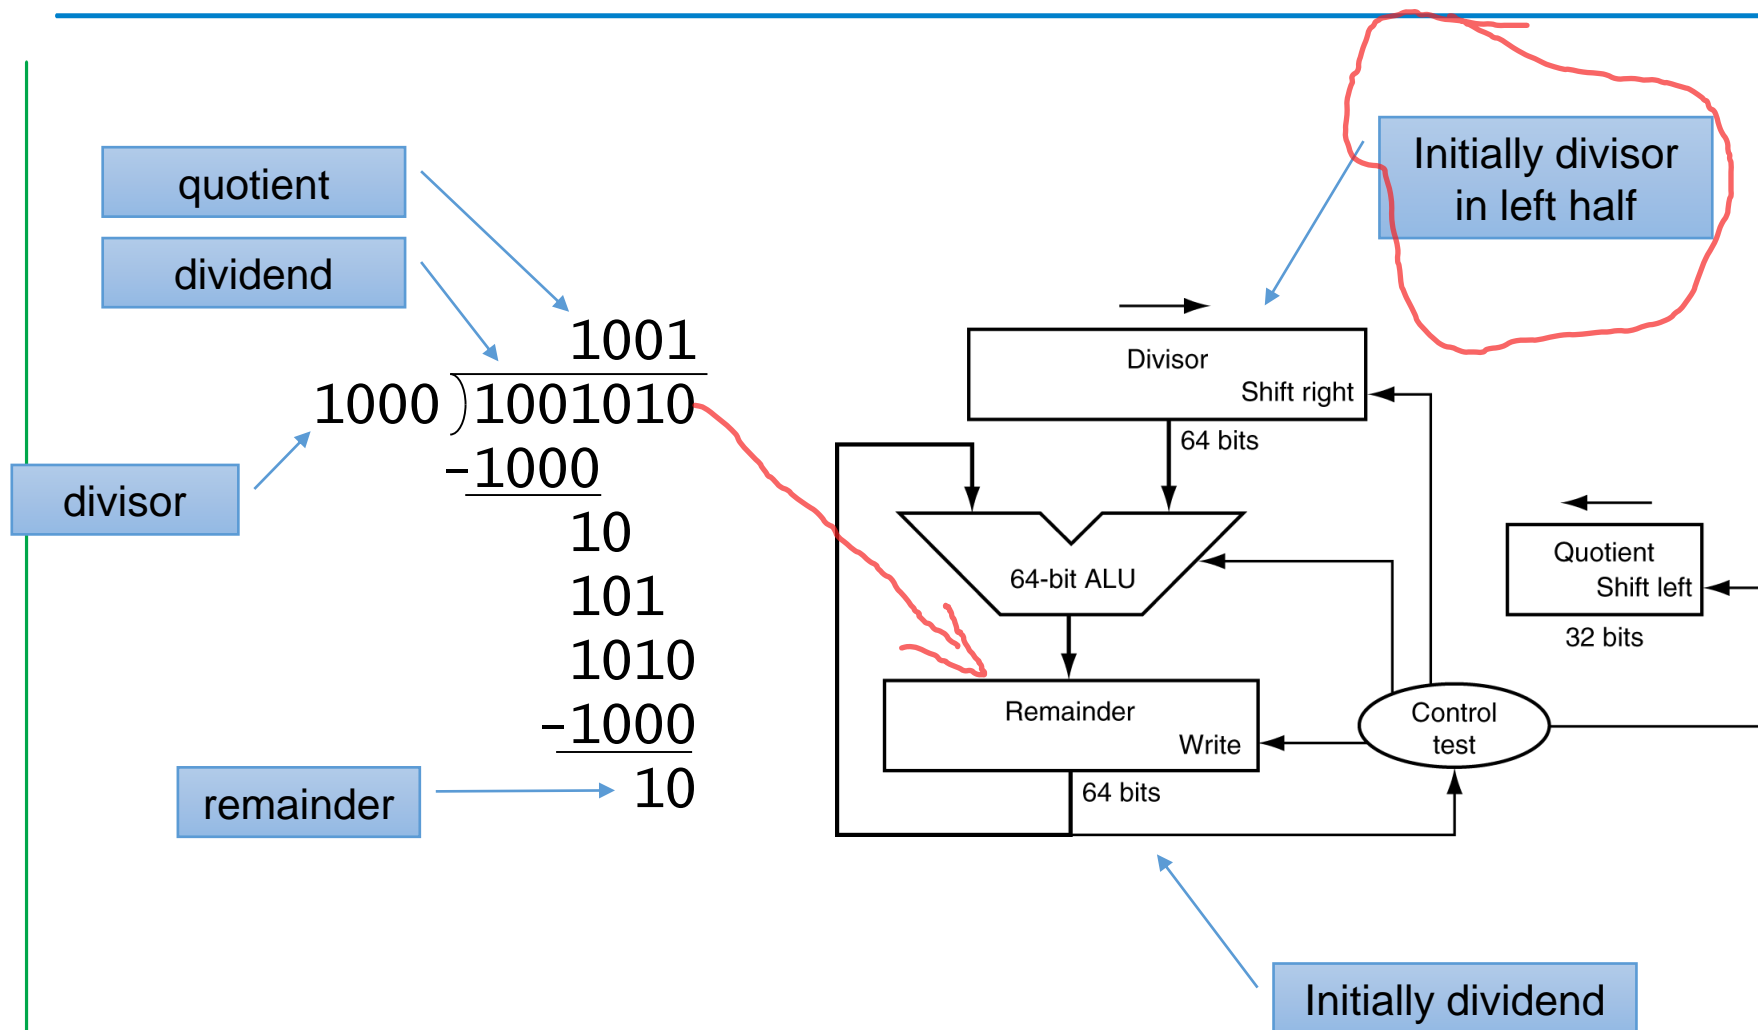 quotient
dividend
divisor
1001
1000 1001010
-1000
10
101
1010
-1000
10
remainder
Initially divisor
in left half
Divisor
Shift right
64 bits
64-bit ALU
Quotient
Shift left
32 bits
Remainder
Write
64 bits
Control
test
Initially dividend